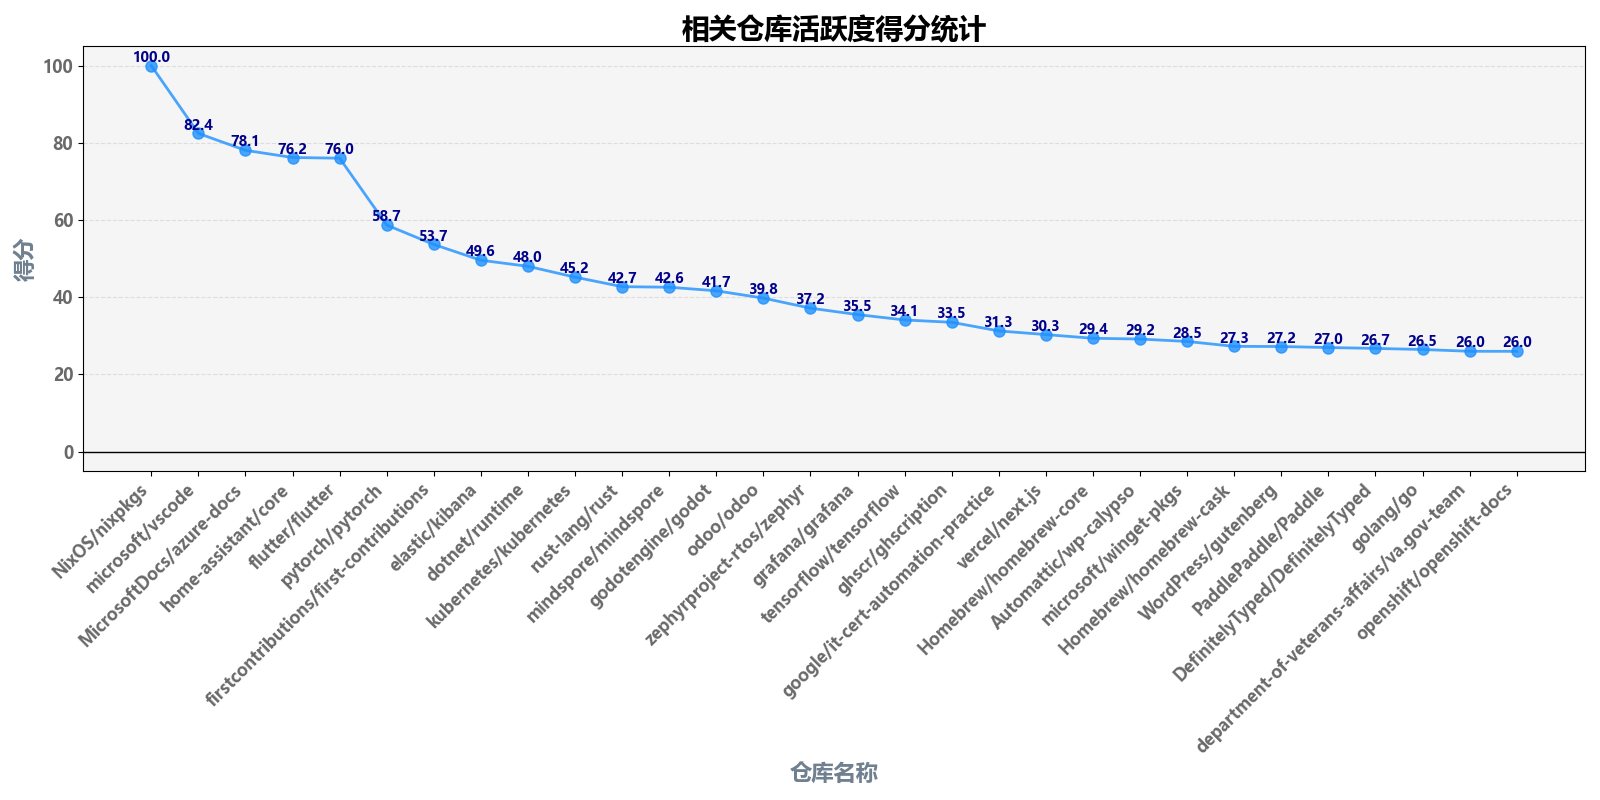 相关仓库活跃度得分统计
得分
100
80
60
40
20
0
100.0
82.4
78.1
76.2
76.0
58.7
53.7
49.6
48.0
45.2
42.7
42.6
41.7
39.8
37.2
35.5
34.1
33.5
31.3
30.3
29.4
29.2
28.5
27.3
27.2
27.0
26.7
26.5
26.0
26.0
NixOS/nixpkgs
microsoft/vscode
MicrosoftDocs/azure-docs
home-assistant/core
flutter/flutter
pytorch/pytorch
firstcontributions/first-contributions
elastic/kibana
dotnet/runtime
kubernetes/kubernetes
rust-lang/rust
mindspore/mindspore
godotengine/godot
odoo/odoo
zephyrproject-rtos/zephyr
grafana/grafana
tensorflow/tensorflow
ghscr/ghscription
google/it-cert-automation-practice
vercel/next.js
Homebrew/homebrew-core
Automattic/wp-calypso
microsoft/winget-pkgs
Homebrew/homebrew-cask
WordPress/gutenberg
PaddlePaddle/Paddle
DefinitelyTyped/DefinitelyTyped
golang/go
department-of-veterans-affairs/va.gov-team
openshift/openshift-docs
仓库名称